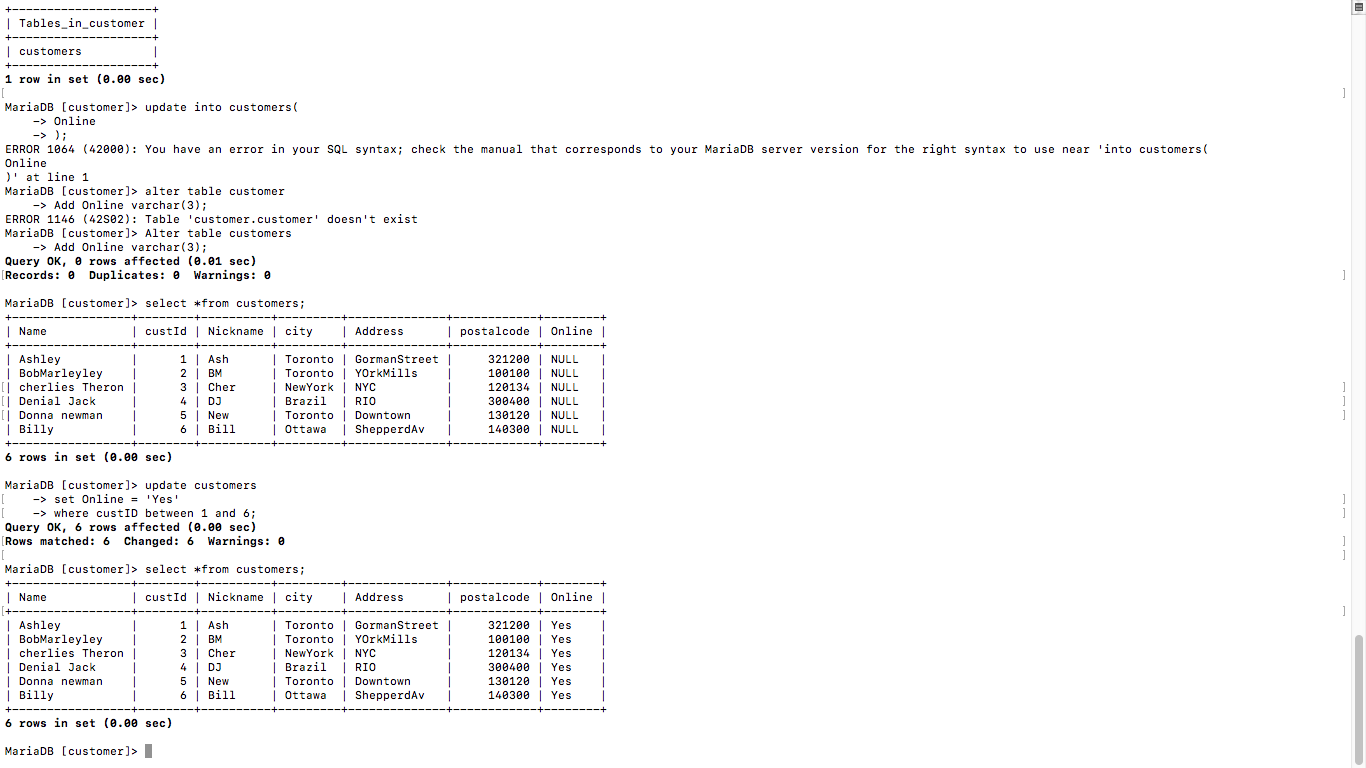 +--------------------+
| Tables_in_customer |
+--------------------+
| customers          |
+--------------------+
1 row in set (0.00 sec)
[ ]
MariaDB [customer]> update into customers(
    -> Online
    -> );
ERROR 1064 (42000): You have an error in your SQL syntax; check the manual that corresponds to your MariaDB server version for the right syntax to use near 'into customers(
Online
)' at line 1
MariaDB [customer]> alter table customer
    -> Add Online varchar(3);
ERROR 1146 (42S02): Table 'customer.customer' doesn't exist
MariaDB [customer]> Alter table customers
    -> Add Online varchar(3);
Query OK, 0 rows affected (0.01 sec)
[Records: 0  Duplicates: 0  Warnings: 0 ]

MariaDB [customer]> select *from customers;
+-----------------+--------+----------+---------+--------------+------------+--------+
| Name            | custId | Nickname | city    | Address      | postalcode | Online |
+-----------------+--------+----------+---------+--------------+------------+--------+
| Ashley          |      1 | Ash      | Toronto | GormanStreet |     321200 | NULL   |
| BobMarleyley    |      2 | BM       | Toronto | YOrkMills    |     100100 | NULL   |
[| cherlies Theron |      3 | Cher     | NewYork | NYC          |     120134 | NULL   | ]
[| Denial Jack     |      4 | DJ       | Brazil  | RIO          |     300400 | NULL   | ]
[| Donna newman    |      5 | New      | Toronto | Downtown     |     130120 | NULL   | ]
| Billy           |      6 | Bill     | Ottawa  | ShepperdAv   |     140300 | NULL   |
+-----------------+--------+----------+---------+--------------+------------+--------+
6 rows in set (0.00 sec)

MariaDB [customer]> update customers
[    -> set Online = 'Yes' ]
[    -> where custID between 1 and 6; ]
Query OK, 6 rows affected (0.00 sec)
[Rows matched: 6  Changed: 6  Warnings: 0 ]
[ ]
MariaDB [customer]> select *from customers;
+-----------------+--------+----------+---------+--------------+------------+--------+
| Name            | custId | Nickname | city    | Address      | postalcode | Online |
[+-----------------+--------+----------+---------+--------------+------------+--------+ ]
| Ashley          |      1 | Ash      | Toronto | GormanStreet |     321200 | Yes    |
| BobMarleyley    |      2 | BM       | Toronto | YOrkMills    |     100100 | Yes    |
| cherlies Theron |      3 | Cher     | NewYork | NYC          |     120134 | Yes    |
| Denial Jack     |      4 | DJ       | Brazil  | RIO          |     300400 | Yes    |
| Donna newman    |      5 | New      | Toronto | Downtown     |     130120 | Yes    |
| Billy           |      6 | Bill     | Ottawa  | ShepperdAv   |     140300 | Yes    |
+-----------------+--------+----------+---------+--------------+------------+--------+
6 rows in set (0.00 sec)

MariaDB [customer]>